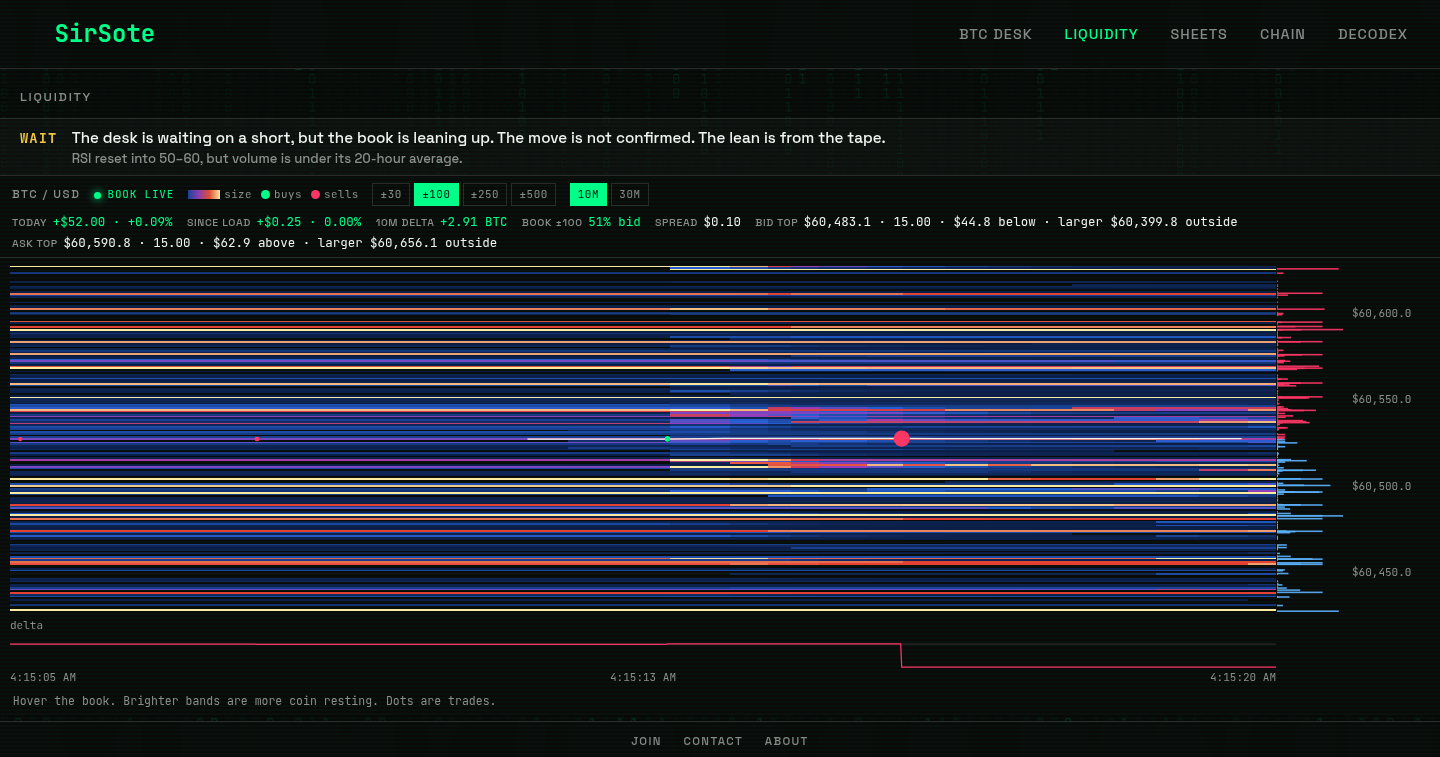 SirSote
BTC DESK LIQUIDITY SHEETS CHAIN DECODEX
LIQUIDITY
WAIT The desk is waiting on a short, but the book is leaning up. The move is not confirmed. The lean is from the tape.
RSI reset into 50–60, but volume is under its 20-hour average.
BTC / USD BOOK LIVE size buys sells ±30 ±100 ±250 ±500 10M 30M
TODAY +$52.00 · +0.09% SINCE LOAD +$0.25 · 0.00% 10M DELTA +2.91 BTC BOOK ±100 51% bid SPREAD $0.10 BID TOP $60,483.1 · 15.00 · $44.8 below · larger $60,399.8 outside
ASK TOP $60,590.8 · 15.00 · $62.9 above · larger $60,656.1 outside
$60,600.0
$60,550.0
$60,500.0
$60,450.0
delta
4:15:05 AM 4:15:13 AM 4:15:20 AM
Hover the book. Brighter bands are more coin resting. Dots are trades.
JOIN CONTACT ABOUT